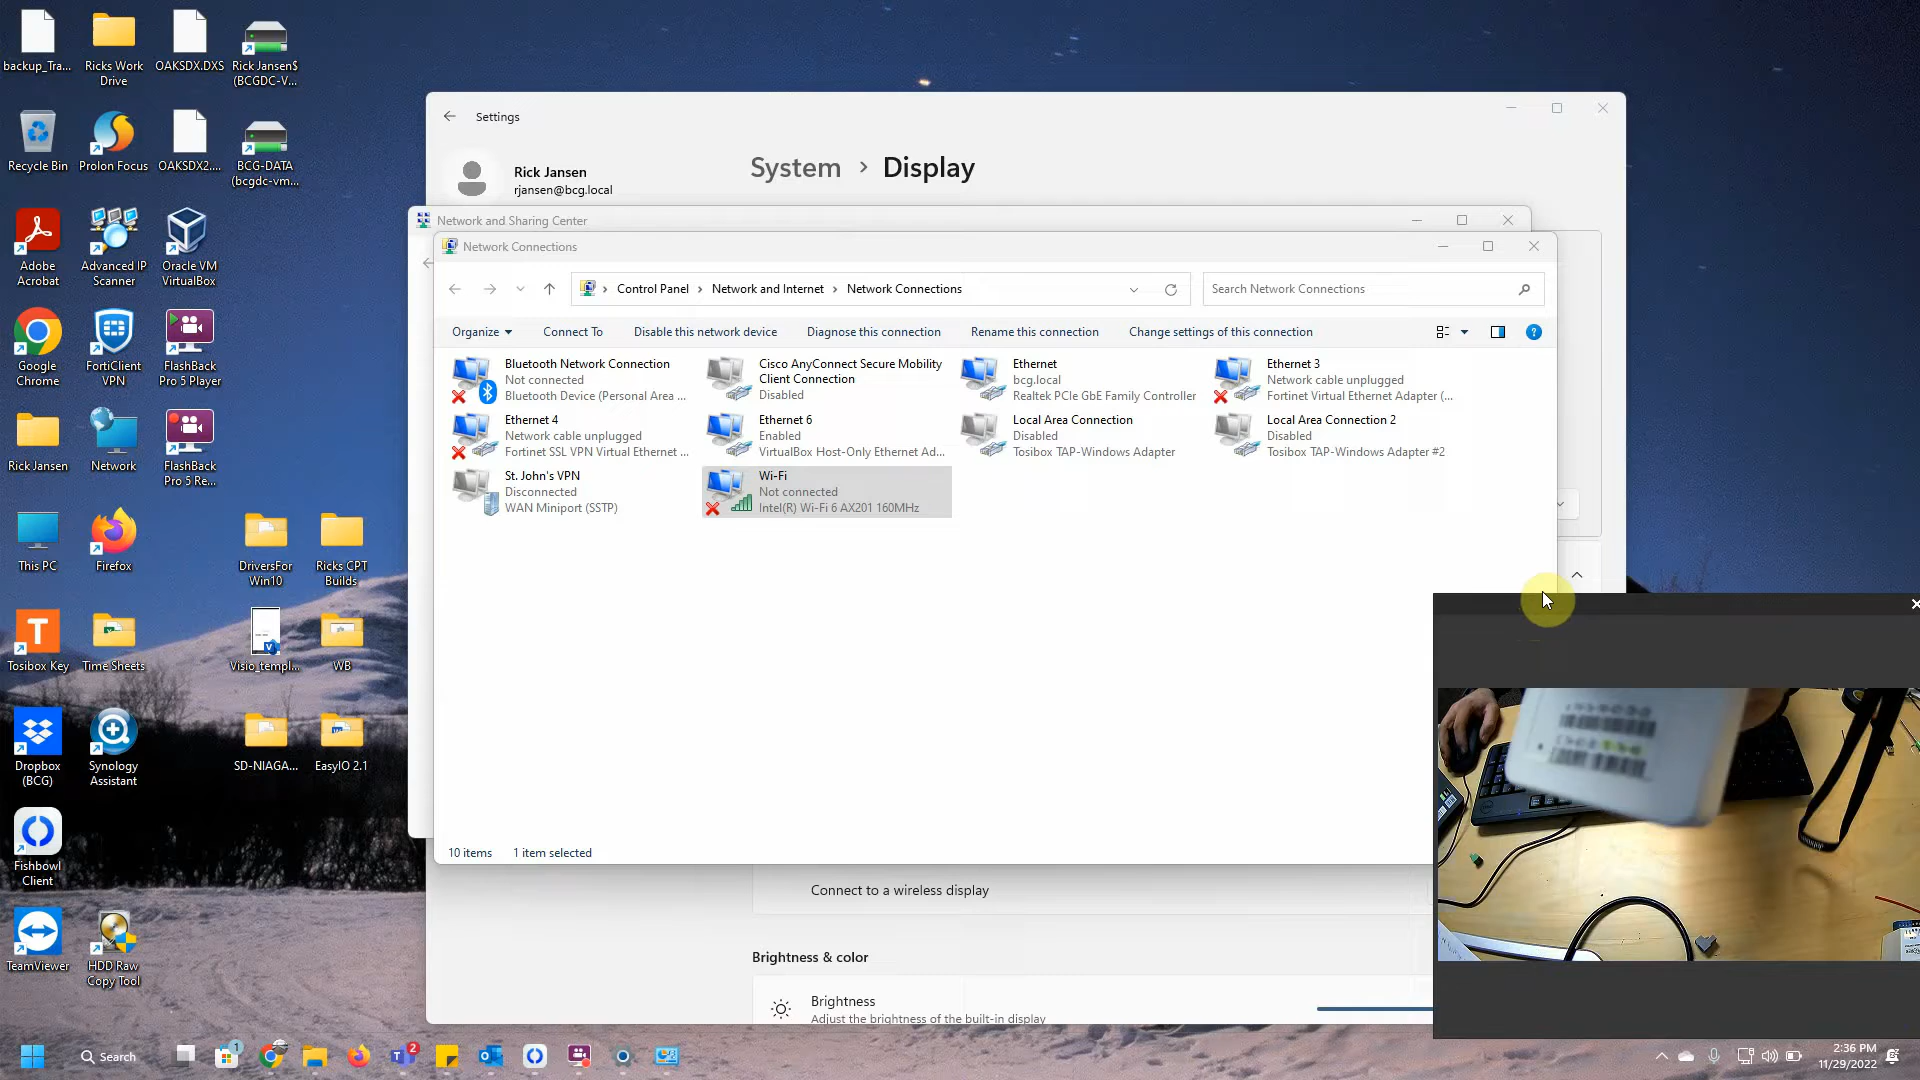 backup_Tra...
Ricks Work
Drive
OAKSDX.DXS
Rick Jansen$
(BCGDC-V...
Recycle Bin
Prolon Focus
OAKSDX2....
BCG-DATA
(bcgdc-vm...
Adobe
Acrobat
Advanced IP
Scanner
Oracle VM
VirtualBox
Google
Chrome
FortiClient
VPN
FlashBack
Pro 5 Player
Rick Jansen
Network
FlashBack
Pro 5 Re...
This PC
Firefox
DriversFor
Win10
Ricks CPT
Builds
Tosibox Key
Time Sheets
Visio_templ...
WB
Dropbox
(BCG)
Synology
Assistant
SD-NIAGA...
EasyIO 2.1
Fishbowl
Client
TeamViewer
HDD Raw
Copy Tool
Settings
Rick Jansen
rjansen@bcg.local
System > Display
Network and Sharing Center
Network Connections
Control Panel > Network and Internet > Network Connections
Search Network Connections
Organize
Connect To
Disable this network device
Diagnose this connection
Rename this connection
Change settings of this connection
Bluetooth Network Connection
Not connected
Bluetooth Device (Personal Area ...
Cisco AnyConnect Secure Mobility
Client Connection
Disabled
Ethernet
bcg.local
Realtek PCIe GbE Family Controller
Ethernet 3
Network cable unplugged
Fortinet Virtual Ethernet Adapter (...
Ethernet 4
Network cable unplugged
Fortinet SSL VPN Virtual Ethernet ...
Ethernet 6
Enabled
VirtualBox Host-Only Ethernet Ad...
Local Area Connection
Disabled
Tosibox TAP-Windows Adapter
Local Area Connection 2
Disabled
Tosibox TAP-Windows Adapter #2
St. John's VPN
Disconnected
WAN Miniport (SSTP)
Wi-Fi
Not connected
Intel(R) Wi-Fi 6 AX201 160MHz
10 items
1 item selected
Connect to a wireless display
Brightness & color
Brightness
Adjust the brightness of the built-in display
Search
1
2
2:36 PM
11/29/2022